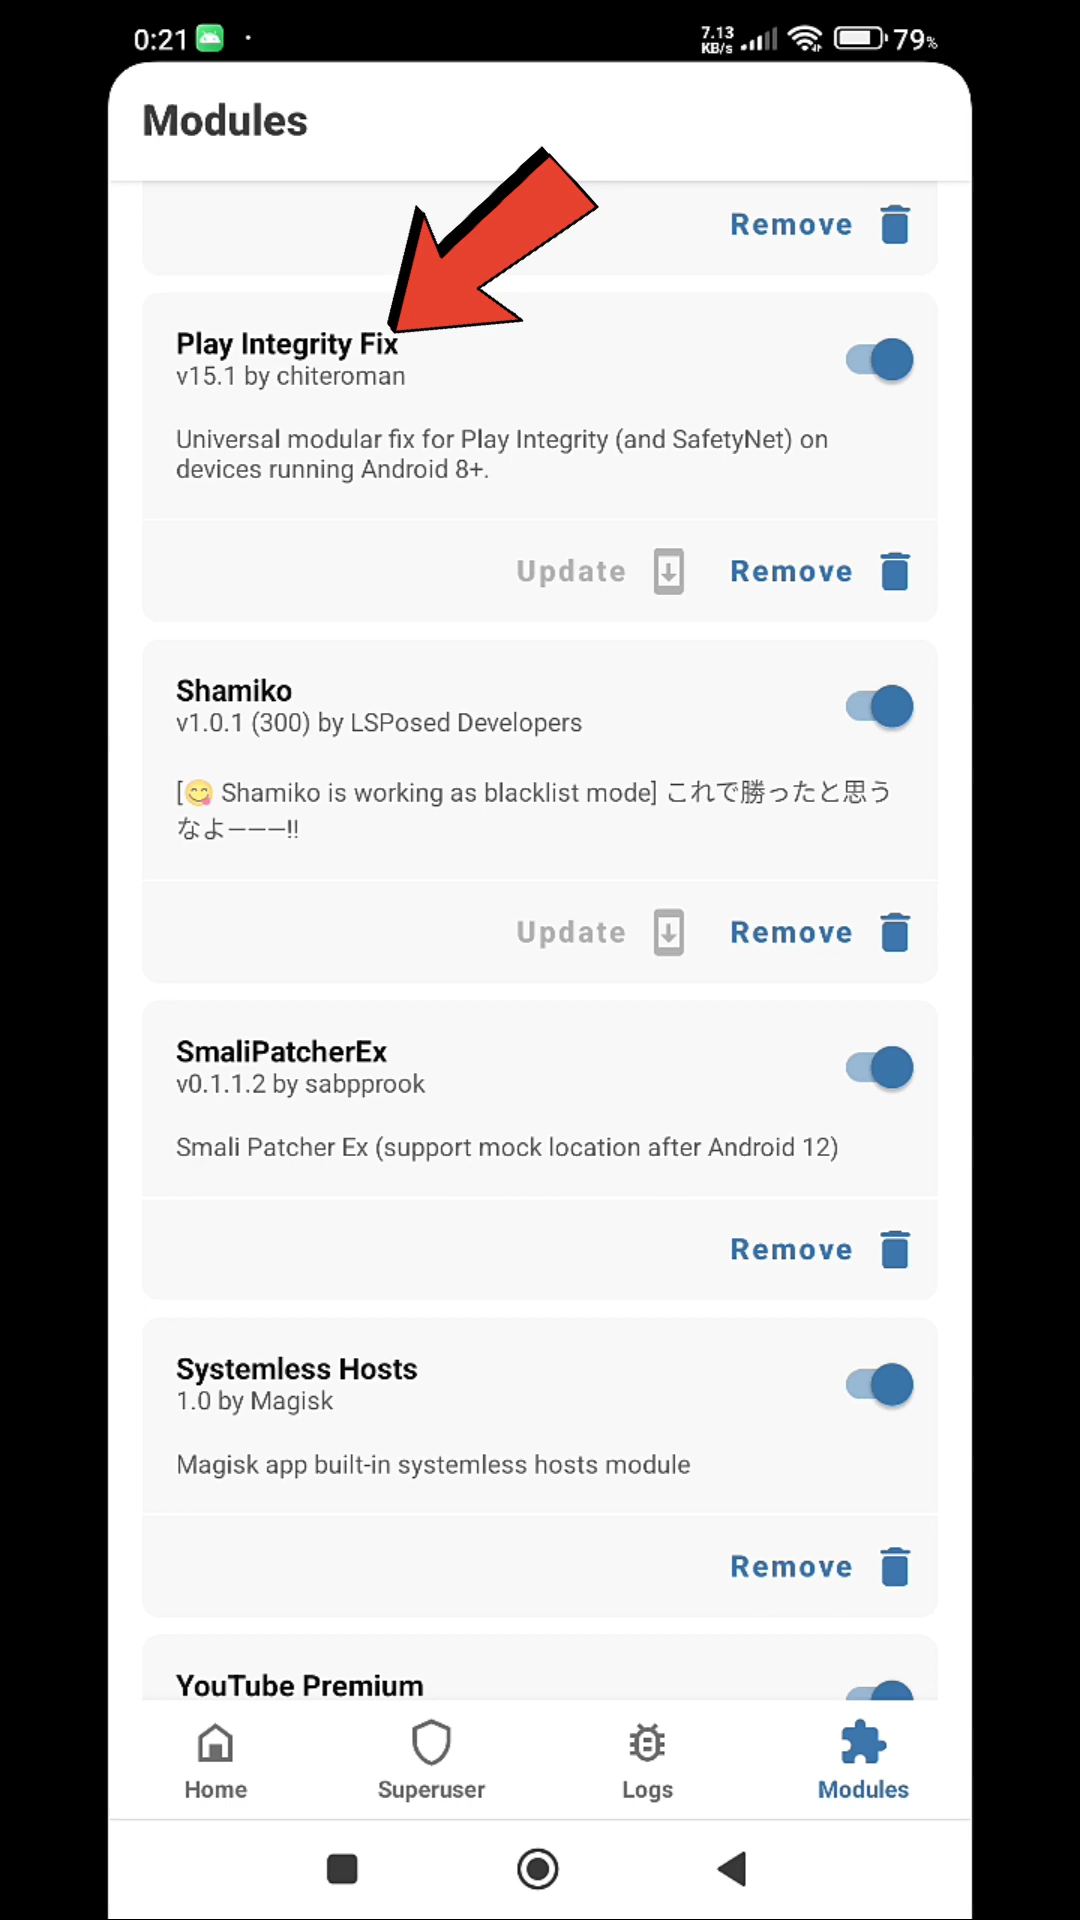 0:21
7.13
KB/s
79%
Modules
Remove
Play Integrity Fix
v15.1 by chiteroman
Universal modular fix for Play Integrity (and SafetyNet) on
devices running Android 8+.
Update
Remove
Shamiko
v1.0.1 (300) by LSPosed Developers
[😋 Shamiko is working as blacklist mode] これで勝ったと思う
なよ———!!
Update
Remove
SmaliPatcherEx
v0.1.1.2 by sabpprook
Smali Patcher Ex (support mock location after Android 12)
Remove
Systemless Hosts
1.0 by Magisk
Magisk app built-in systemless hosts module
Remove
YouTube Premium
Home
Superuser
Logs
Modules